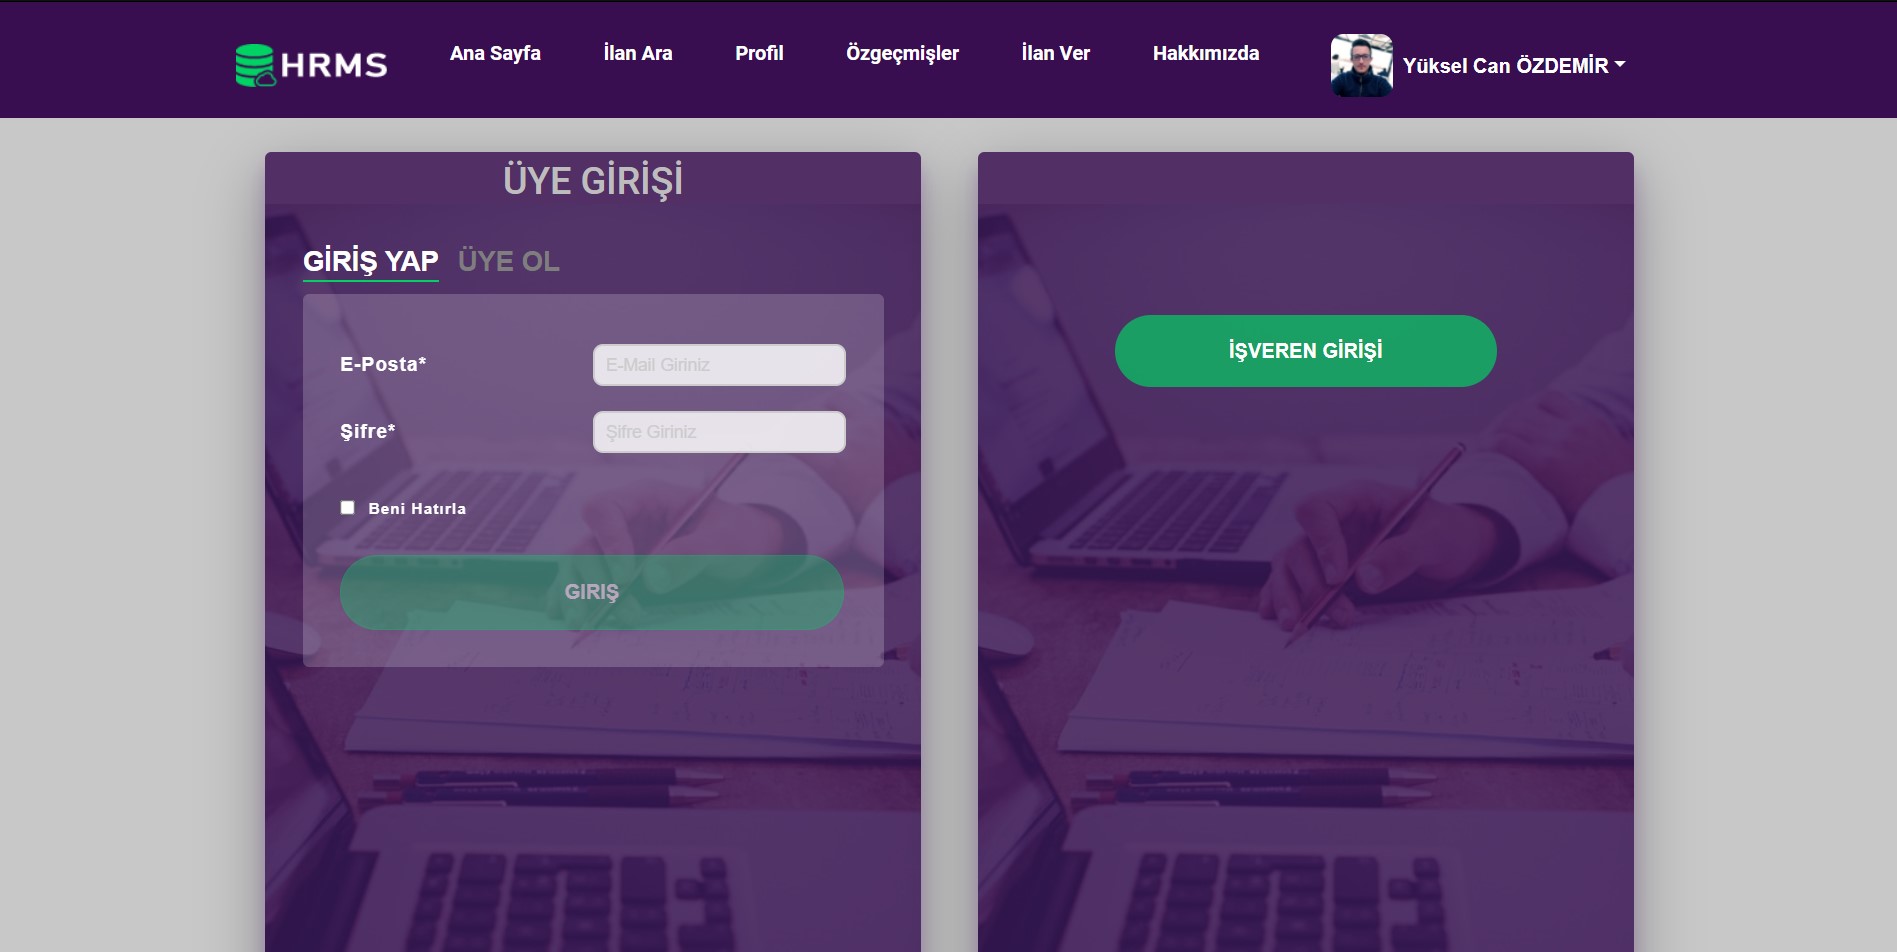 HRMS
Ana Sayfa
İlan Ara
Profil
Özgeçmişler
İlan Ver
Hakkımızda
Yüksel Can ÖZDEMİR
ÜYE GİRİŞİ
GİRİŞ YAP ÜYE OL
E-Posta* E-Mail Giriniz
Şifre* Şifre Giriniz
Beni Hatırla
GIRIŞ
İŞVEREN GİRİŞİ